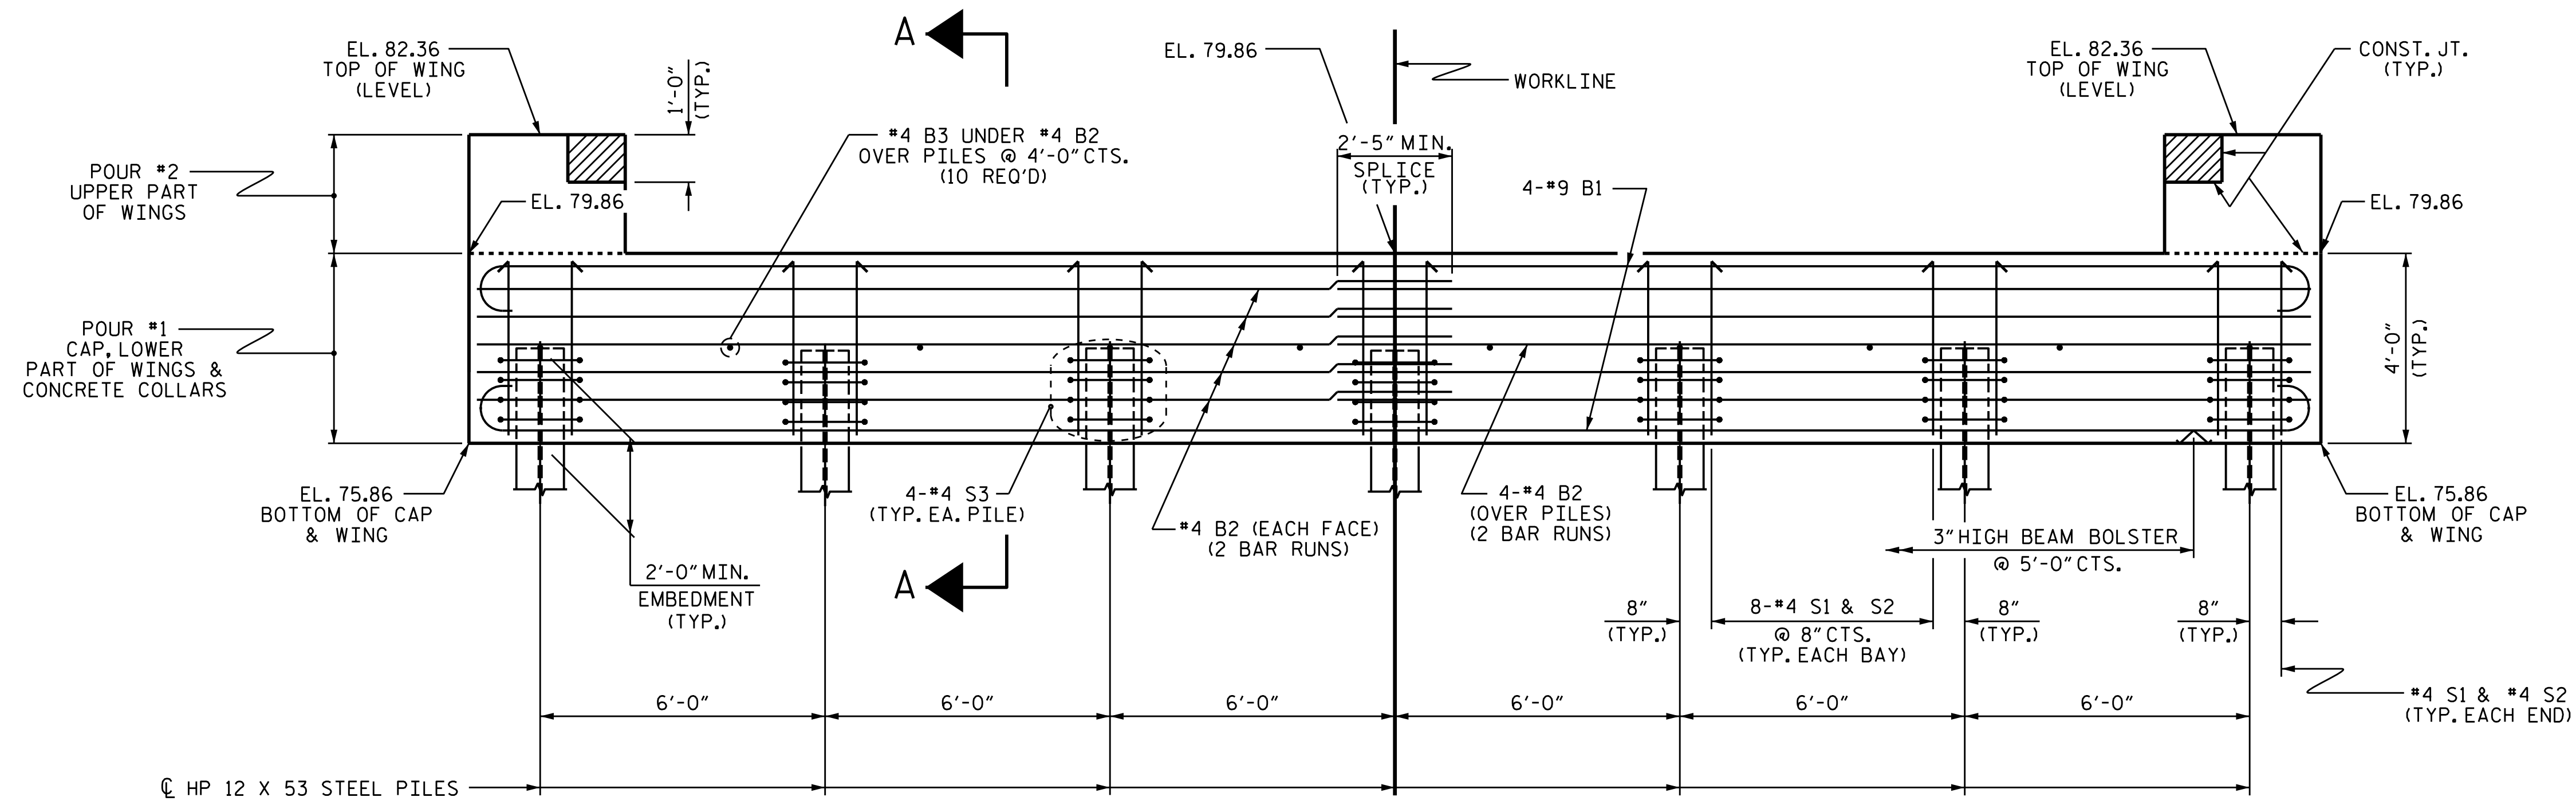 A
EL. 82.36
TOP OF WING
(LEVEL)
1'-0"
(TYP.)
EL. 79.86
WORKLINE
EL. 82.36
TOP OF WING
(LEVEL)
CONST. JT.
(TYP.)
#4 B3 UNDER #4 B2
OVER PILES @ 4'-0" CTS.
(10 REQ'D)
2'-5" MIN.
SPLICE
(TYP.)
4-#9 B1
POUR #2
UPPER PART
OF WINGS
EL. 79.86
EL. 79.86
POUR #1
CAP, LOWER
PART OF WINGS &
CONCRETE COLLARS
4'-0"
(TYP.)
EL. 75.86
BOTTOM OF CAP
& WING
4-#4 S3
(TYP. EA. PILE)
#4 B2 (EACH FACE)
(2 BAR RUNS)
4-#4 B2
(OVER PILES)
(2 BAR RUNS)
3" HIGH BEAM BOLSTER
@ 5'-0" CTS.
EL. 75.86
BOTTOM OF CAP
& WING
2'-0" MIN.
EMBEDMENT
(TYP.)
A
8"
(TYP.)
8-#4 S1 & S2
@ 8" CTS.
(TYP. EACH BAY)
8"
(TYP.)
8"
(TYP.)
#4 S1 & #4 S2
(TYP. EACH END)
6'-0"
6'-0"
6'-0"
6'-0"
6'-0"
6'-0"
℄ HP 12 X 53 STEEL PILES